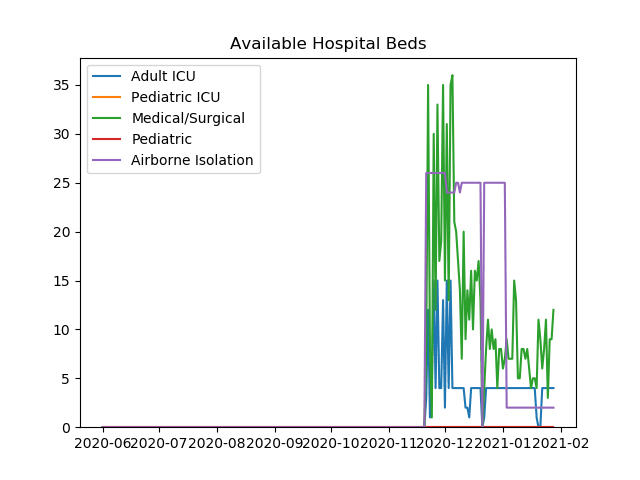 Available Hospital Beds
Adult ICU
Pediatric ICU
Medical/Surgical
Pediatric
Airborne Isolation
35
30
25
20
15
10
5
0
2020-06 2020-07 2020-08 2020-09 2020-10 2020-11 2020-12 2021-01 2021-02